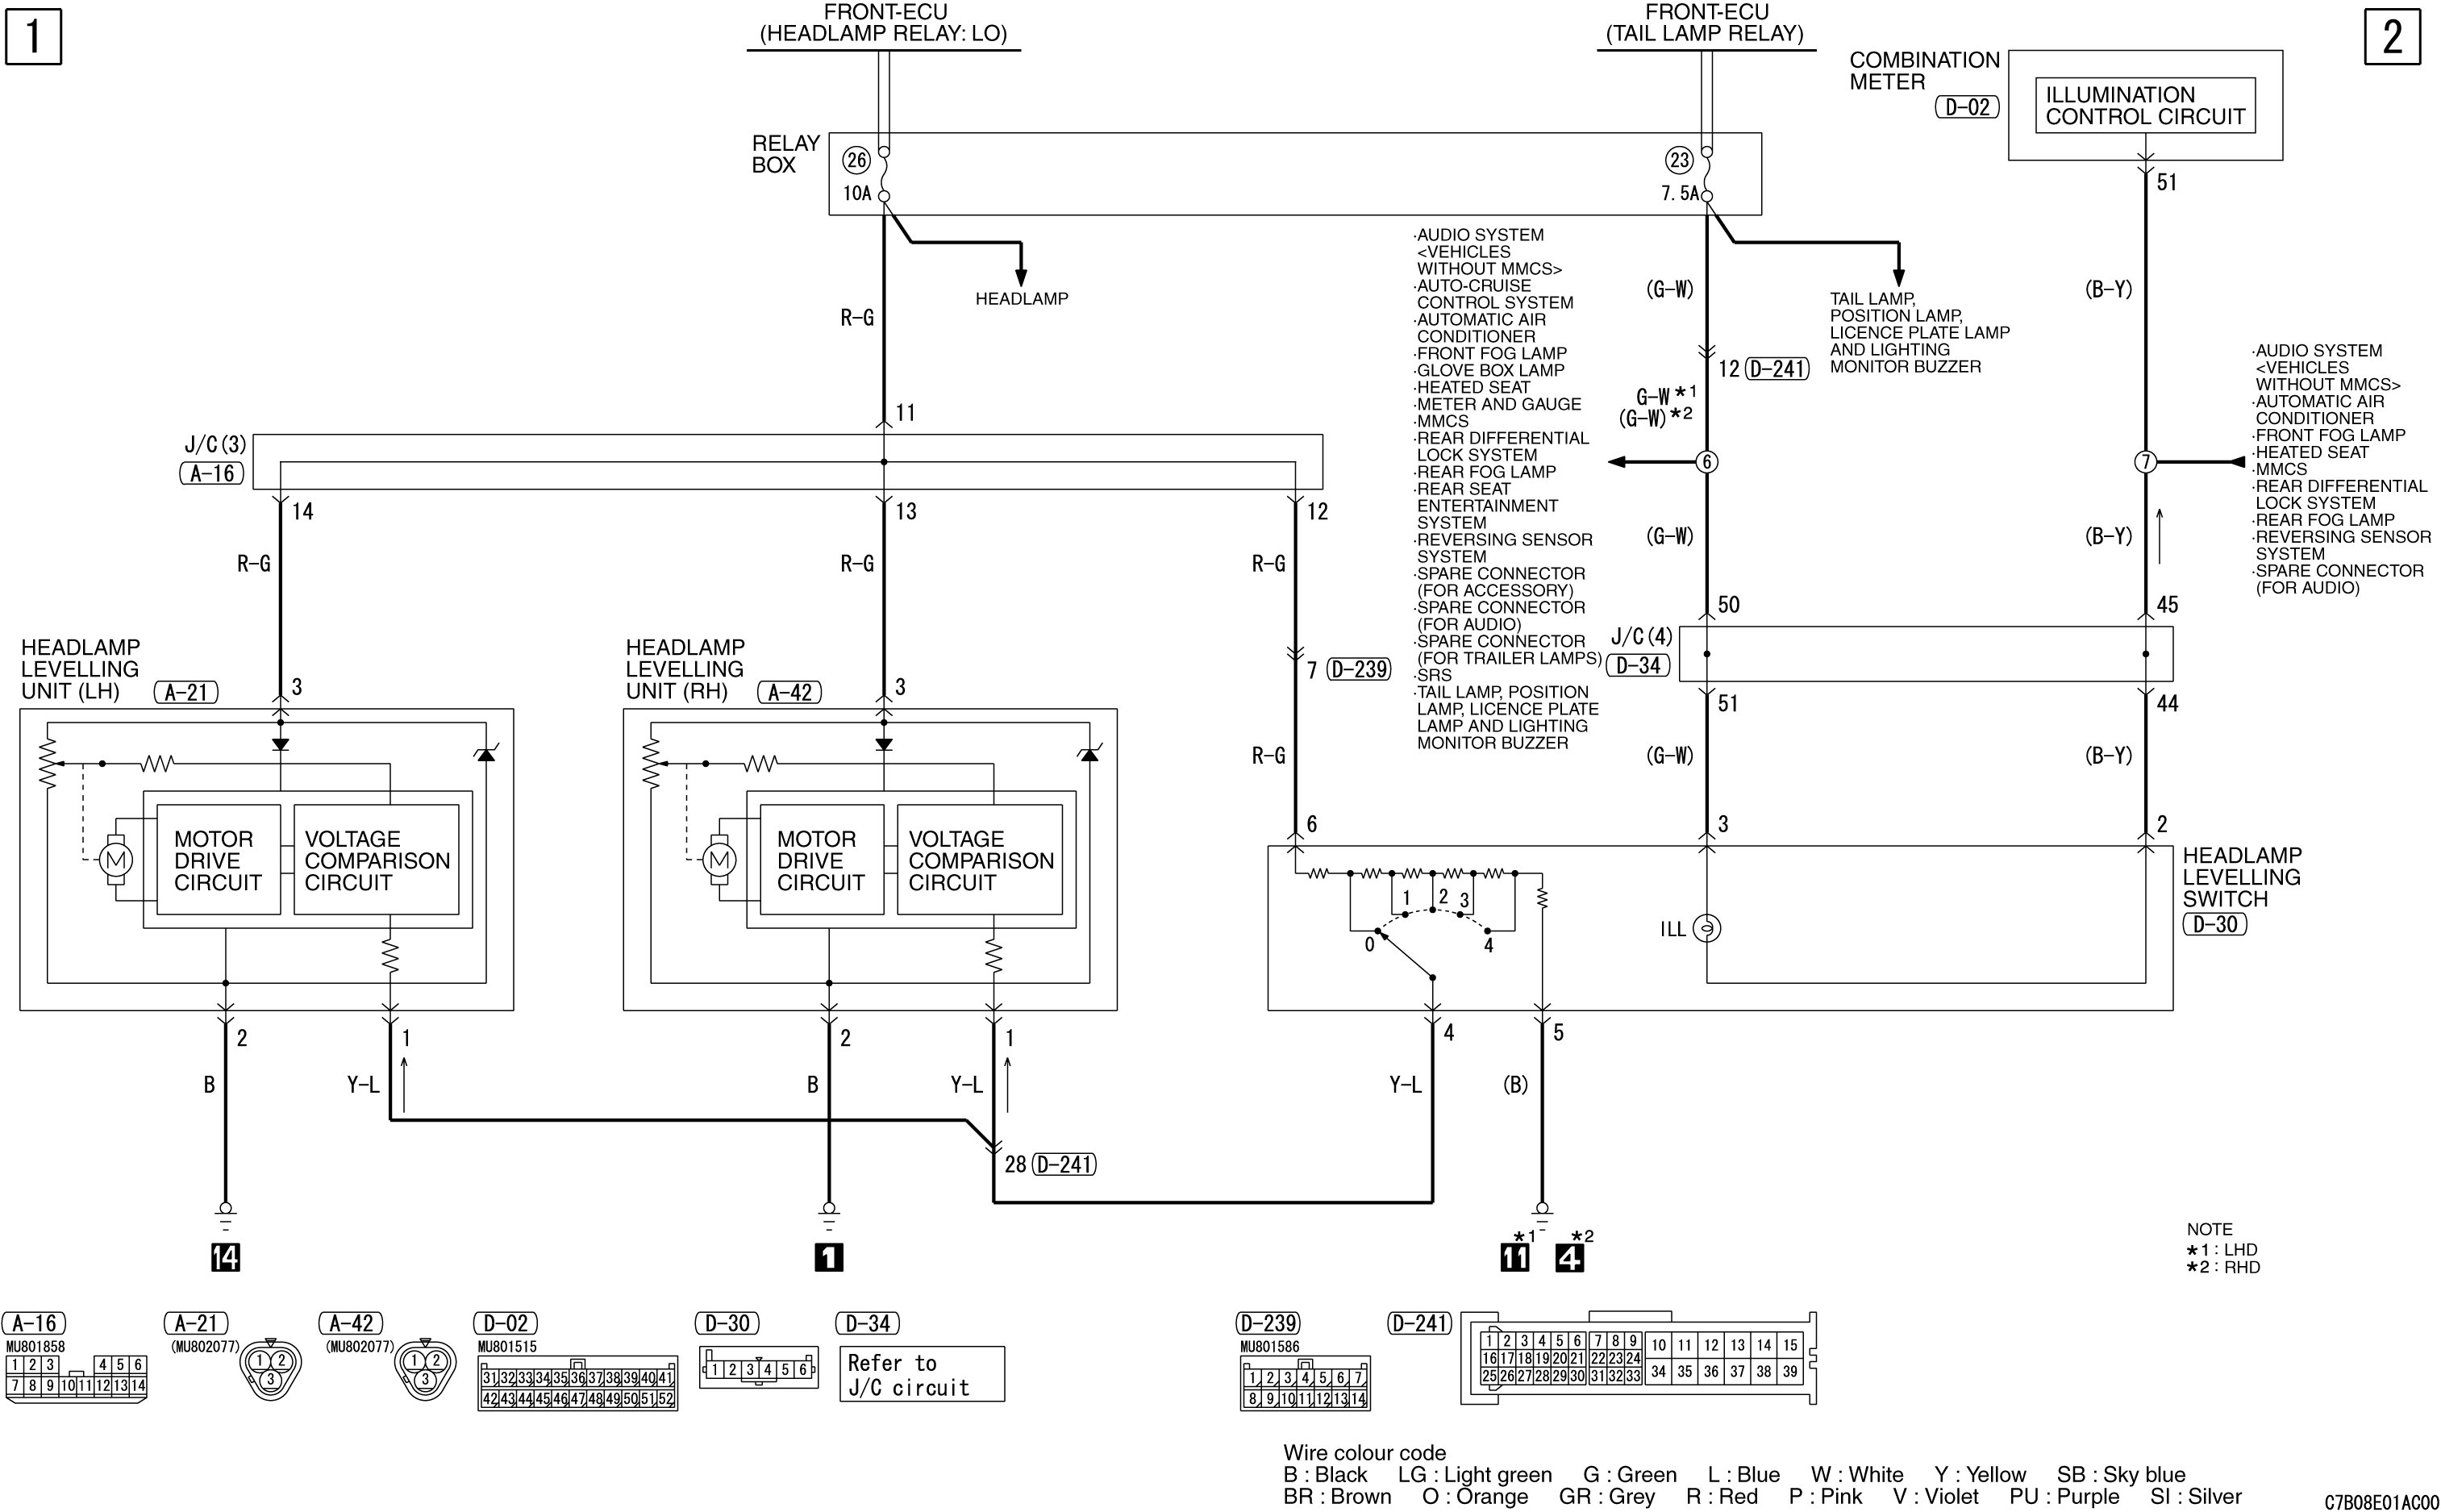 1
FRONT-ECU
(HEADLAMP RELAY: LO)
FRONT-ECU
(TAIL LAMP RELAY)
2
COMBINATION
METER
D-02
ILLUMINATION
CONTROL CIRCUIT
RELAY
BOX
26
10A
23
7.5A
51
HEADLAMP
R-G
·AUDIO SYSTEM
<VEHICLES
WITHOUT MMCS>
·AUTO-CRUISE
CONTROL SYSTEM
·AUTOMATIC AIR
CONDITIONER
·FRONT FOG LAMP
·GLOVE BOX LAMP
·HEATED SEAT
·METER AND GAUGE
·MMCS
·REAR DIFFERENTIAL
LOCK SYSTEM
·REAR FOG LAMP
·REAR SEAT
ENTERTAINMENT
SYSTEM
·REVERSING SENSOR
SYSTEM
·SPARE CONNECTOR
(FOR ACCESSORY)
·SPARE CONNECTOR
(FOR AUDIO)
·SPARE CONNECTOR
(FOR TRAILER LAMPS)
·SRS
·TAIL LAMP, POSITION
LAMP, LICENCE PLATE
LAMP AND LIGHTING
MONITOR BUZZER
(G-W)
TAIL LAMP,
POSITION LAMP,
LICENCE PLATE LAMP
AND LIGHTING
MONITOR BUZZER
(B-Y)
12 D-241
G-W*1
(G-W)*2
6
7
·AUDIO SYSTEM
<VEHICLES
WITHOUT MMCS>
·AUTOMATIC AIR
CONDITIONER
·FRONT FOG LAMP
·HEATED SEAT
·MMCS
·REAR DIFFERENTIAL
LOCK SYSTEM
·REAR FOG LAMP
·REVERSING SENSOR
SYSTEM
·SPARE CONNECTOR
(FOR AUDIO)
11
J/C(3)
A-16
14
13
12
R-G
R-G
R-G
(G-W)
(B-Y)
50
45
J/C(4)
D-34
7 D-239
51
44
R-G
(G-W)
(B-Y)
HEADLAMP
LEVELLING
UNIT (LH) A-21
3
HEADLAMP
LEVELLING
UNIT (RH) A-42
3
6
3
2
M
MOTOR
DRIVE
CIRCUIT
VOLTAGE
COMPARISON
CIRCUIT
M
MOTOR
DRIVE
CIRCUIT
VOLTAGE
COMPARISON
CIRCUIT
0
1
2
3
4
ILL
HEADLAMP
LEVELLING
SWITCH
D-30
2
1
2
1
4
5
B
Y-L
B
Y-L
Y-L
(B)
28 D-241
14
1
*1
11
*2
4
NOTE
*1 : LHD
*2 : RHD
A-16
MU801858
1 2 3 4 5 6
7 8 9 10 11 12 13 14
A-21
(MU802077)
1 2
3
A-42
(MU802077)
1 2
3
D-02
MU801515
31 32 33 34 35 36 37 38 39 40 41
42 43 44 45 46 47 48 49 50 51 52
D-30
1 2 3 4 5 6
D-34
Refer to
J/C circuit
D-239
MU801586
1 2 3 4 5 6 7
8 9 10 11 12 13 14
D-241
1 2 3 4 5 6 7 8 9 10 11 12 13 14 15
16 17 18 19 20 21 22 23 24
25 26 27 28 29 30 31 32 33 34 35 36 37 38 39
Wire colour code
B : Black LG : Light green G : Green L : Blue W : White Y : Yellow SB : Sky blue
BR : Brown O : Orange GR : Grey R : Red P : Pink V : Violet PU : Purple SI : Silver
C7B08E01AC00